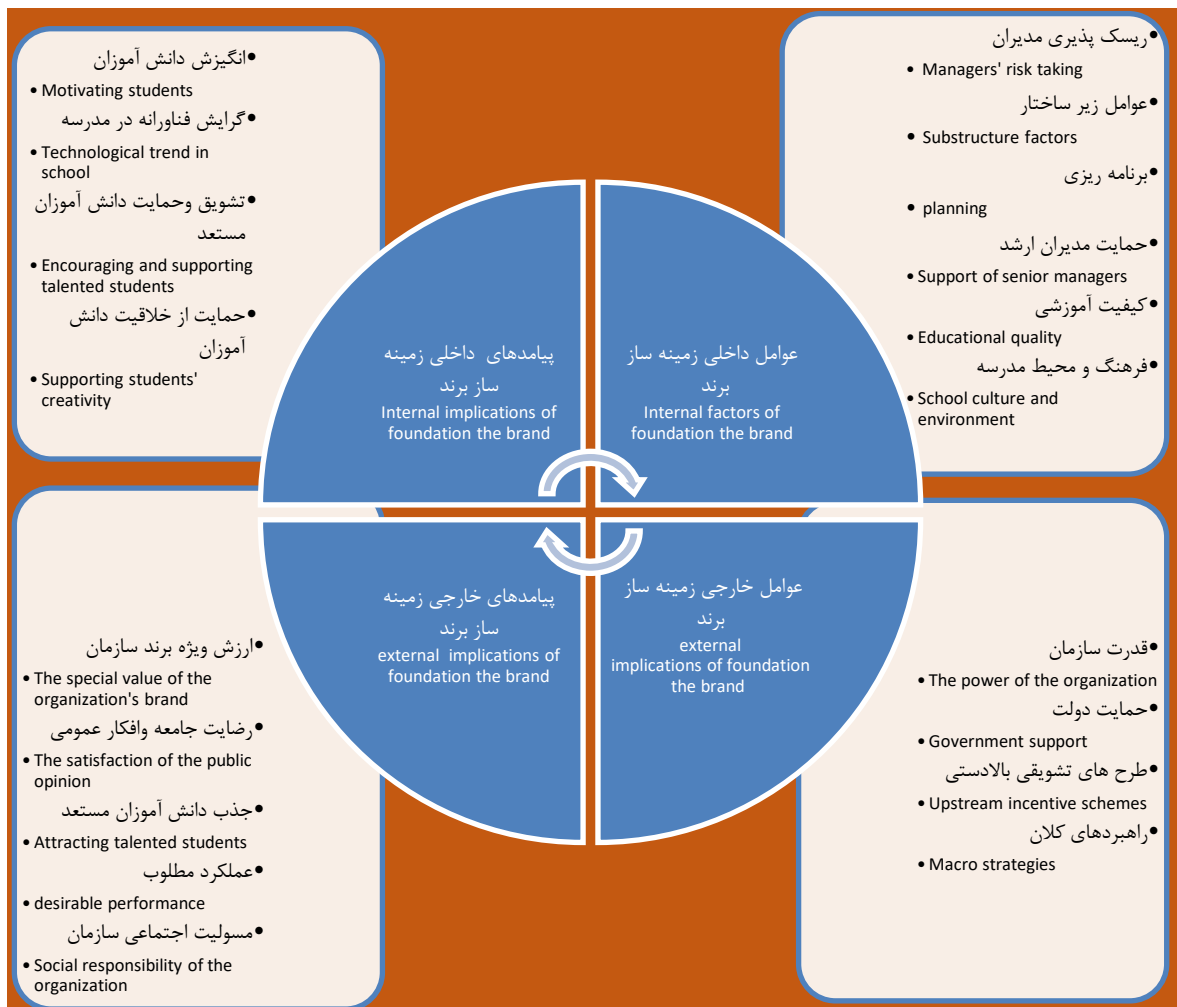 •انگیزش دانش آموزان
• Motivating students
•گرایش فناورانه در مدرسه
• Technological trend in
school
•تشویق وحمایت دانش آموزان
مستعد
• Encouraging and supporting
talented students
•حمایت از خلاقیت دانش
آموزان
• Supporting students'
creativity
•ریسک پذیری مدیران
• Managers' risk taking
•عوامل زیر ساختار
• Substructure factors
•برنامه ریزی
• planning
•حمایت مدیران ارشد
• Support of senior managers
•کیفیت آموزشی
• Educational quality
•فرهنگ و محیط مدرسه
• School culture and
environment
پیامدهای داخلی زمینه
ساز برند
Internal implications of
foundation the brand
عوامل داخلی زمینه ساز
برند
Internal factors of
foundation the brand
پیامدهای خارجی زمینه
ساز برند
external implications of
foundation the brand
عوامل خارجی زمینه ساز
برند
external
implications of foundation
the brand
•ارزش ویژه برند سازمان
• The special value of the
organization's brand
•رضایت جامعه وافکار عمومی
• The satisfaction of the public
opinion
•جذب دانش آموزان مستعد
• Attracting talented students
•عملکرد مطلوب
• desirable performance
•مسولیت اجتماعی سازمان
• Social responsibility of the
organization
•قدرت سازمان
• The power of the organization
•حمایت دولت
• Government support
•طرح های تشویقی بالادستی
• Upstream incentive schemes
•راهبردهای کلان
• Macro strategies